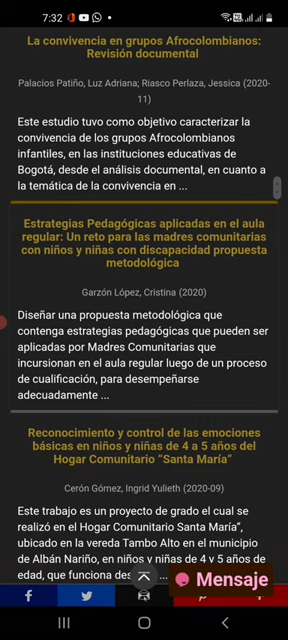 7:32
La convivencia en grupos Afrocolombianos:
Revisión documental
Palacios Patiño, Luz Adriana; Riasco Perlaza, Jessica (2020-
11)
Este estudio tuvo como objetivo caracterizar la
convivencia de los grupos Afrocolombianos
infantiles, en las instituciones educativas de
Bogotá, desde el análisis documental, en cuanto a
la temática de la convivencia en ...
Estrategias Pedagógicas aplicadas en el aula
regular: Un reto para las madres comunitarias
con niños y niñas con discapacidad propuesta
metodológica
Garzón López, Cristina (2020)
Diseñar una propuesta metodológica que
contenga estrategias pedagógicas que pueden ser
aplicadas por Madres Comunitarias que
incursionan en el aula regular luego de un proceso
de cualificación, para desempeñarse
adecuadamente ...
Reconocimiento y control de las emociones
básicas en niños y niñas de 4 a 5 años del
Hogar Comunitario “Santa María”
Cerón Gómez, Ingrid Yulieth (2020-09)
Este trabajo es un proyecto de grado el cual se
realizó en el Hogar Comunitario Santa María”,
ubicado en la vereda Tambo Alto en el municipio
de Albán Nariño, en niños y niñas de 4 y 5 años de
edad, que funciona des ...
Mensaje